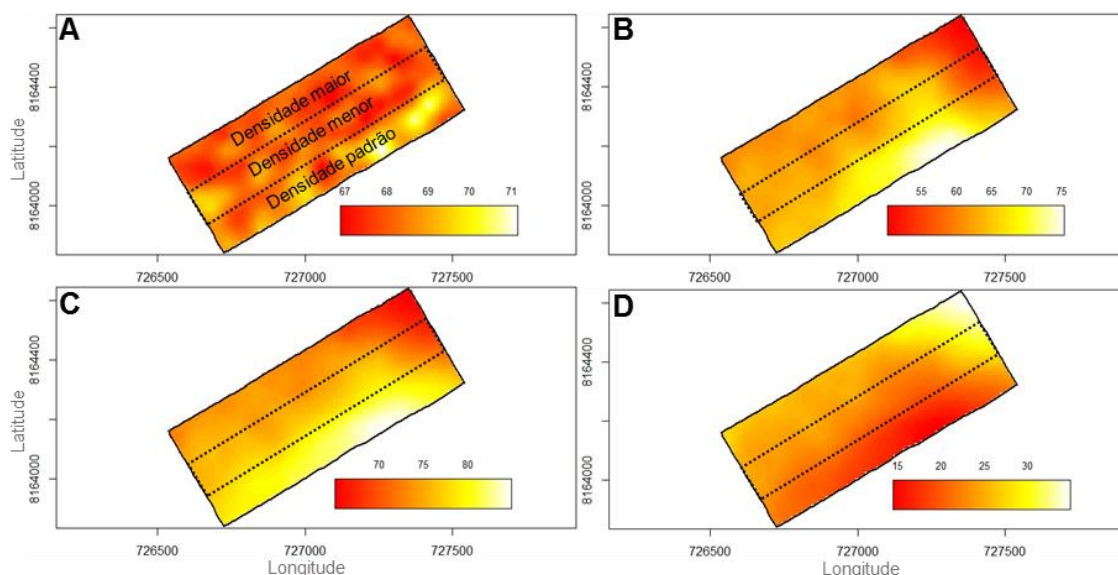 A
Densidade maior
Densidade menor
Densidade padrão
67 68 69 70 71
8164400
8164000
Latitude
726500 727000 727500
B
55 60 65 70 75
8164400
8164000
726500 727000 727500
C
70 75 80
8164400
8164000
Latitude
726500 727000 727500
Longitude
D
15 20 25 30
8164400
8164000
726500 727000 727500
Longitude